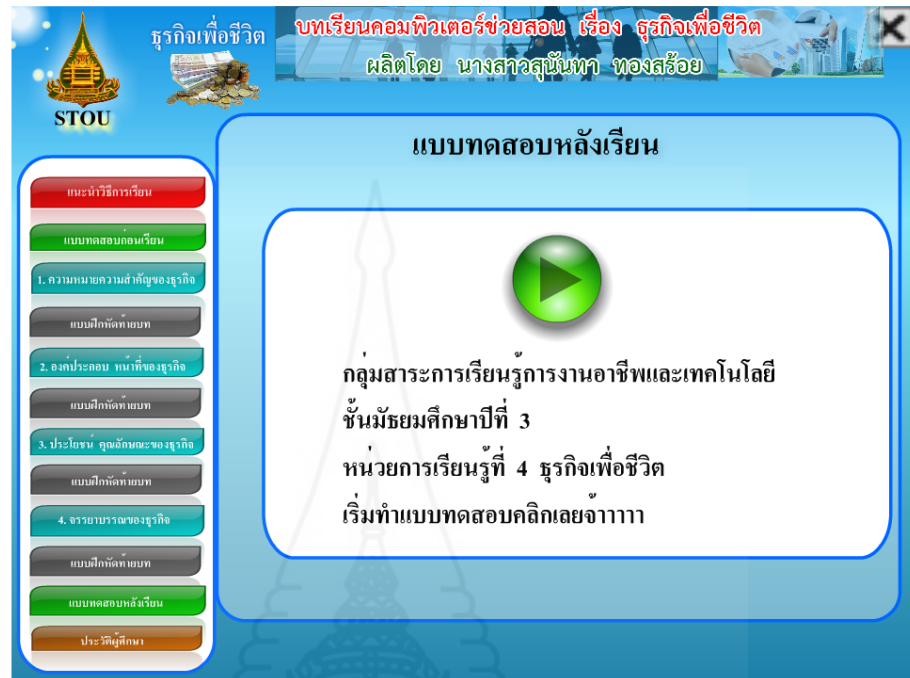 ธุรกิจเพื่อชีวิต
บทเรียนคอมพิวเตอร์ช่วยสอน เรื่อง ธุรกิจเพื่อชีวิต
ผลิตโดย นางสาวสุนันทา ทองสร้อย
STOU
แบบทดสอบหลังเรียน
แนะนำวิธีการเรียน
แบบทดสอบก่อนเรียน
1. ความหมายความสำคัญของธุรกิจ
แบบฝึกหัดท้ายบท
2. องค์ประกอบ หน้าที่ของธุรกิจ
แบบฝึกหัดท้ายบท
3. ประโยชน์ คุณลักษณะของธุรกิจ
แบบฝึกหัดท้ายบท
4. จรรยาบรรณของธุรกิจ
แบบฝึกหัดท้ายบท
แบบทดสอบหลังเรียน
ประวัติผู้ศึกษา
กลุ่มสาระการเรียนรู้การงานอาชีพและเทคโนโลยี
ชั้นมัธยมศึกษาปีที่ 3
หน่วยการเรียนรู้ที่ 4 ธุรกิจเพื่อชีวิต
เริ่มทำแบบทดสอบคลิกเลยจ้าาาาา